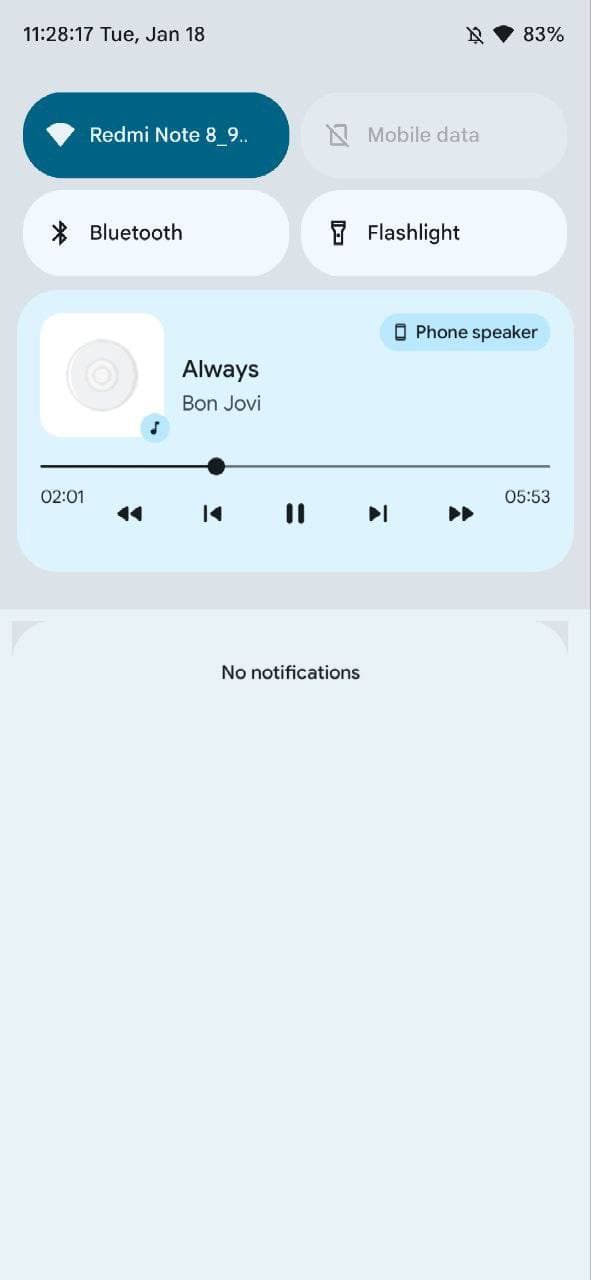 11:28:17 Tue, Jan 18
83%
Redmi Note 8_9..
Mobile data
Bluetooth
Flashlight
Phone speaker
Always
Bon Jovi
02:01
05:53
No notifications